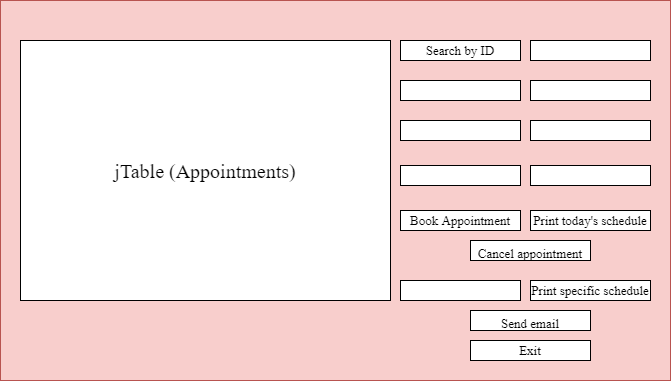 Search by ID
jTable (Appointments)
Book Appointment
Print today's schedule
Cancel appointment
Print specific schedule
Send email
Exit